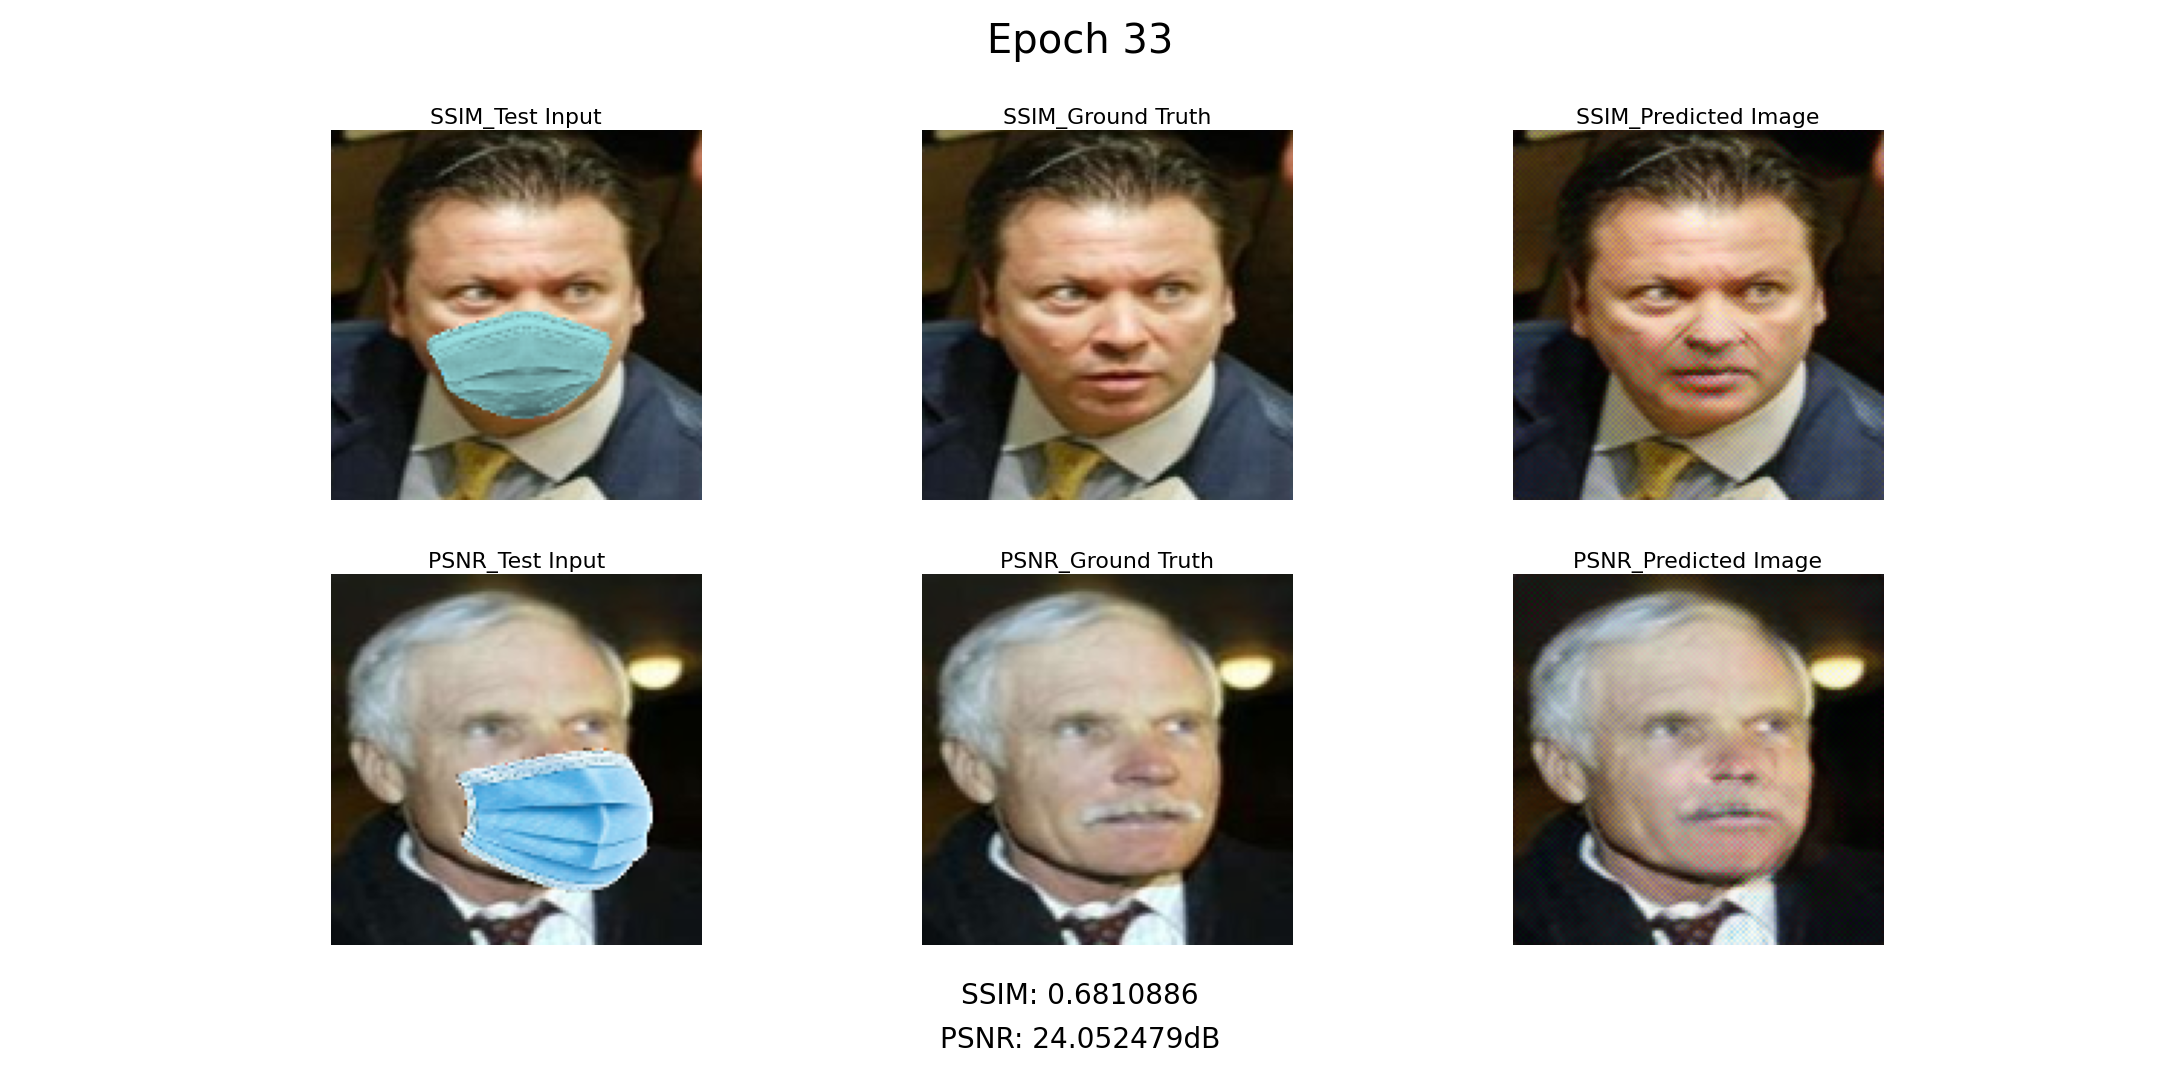 Epoch 33
SSIM_Test Input
SSIM_Ground Truth
SSIM_Predicted Image
PSNR_Test Input
PSNR_Ground Truth
PSNR_Predicted Image
SSIM: 0.6810886
PSNR: 24.052479dB